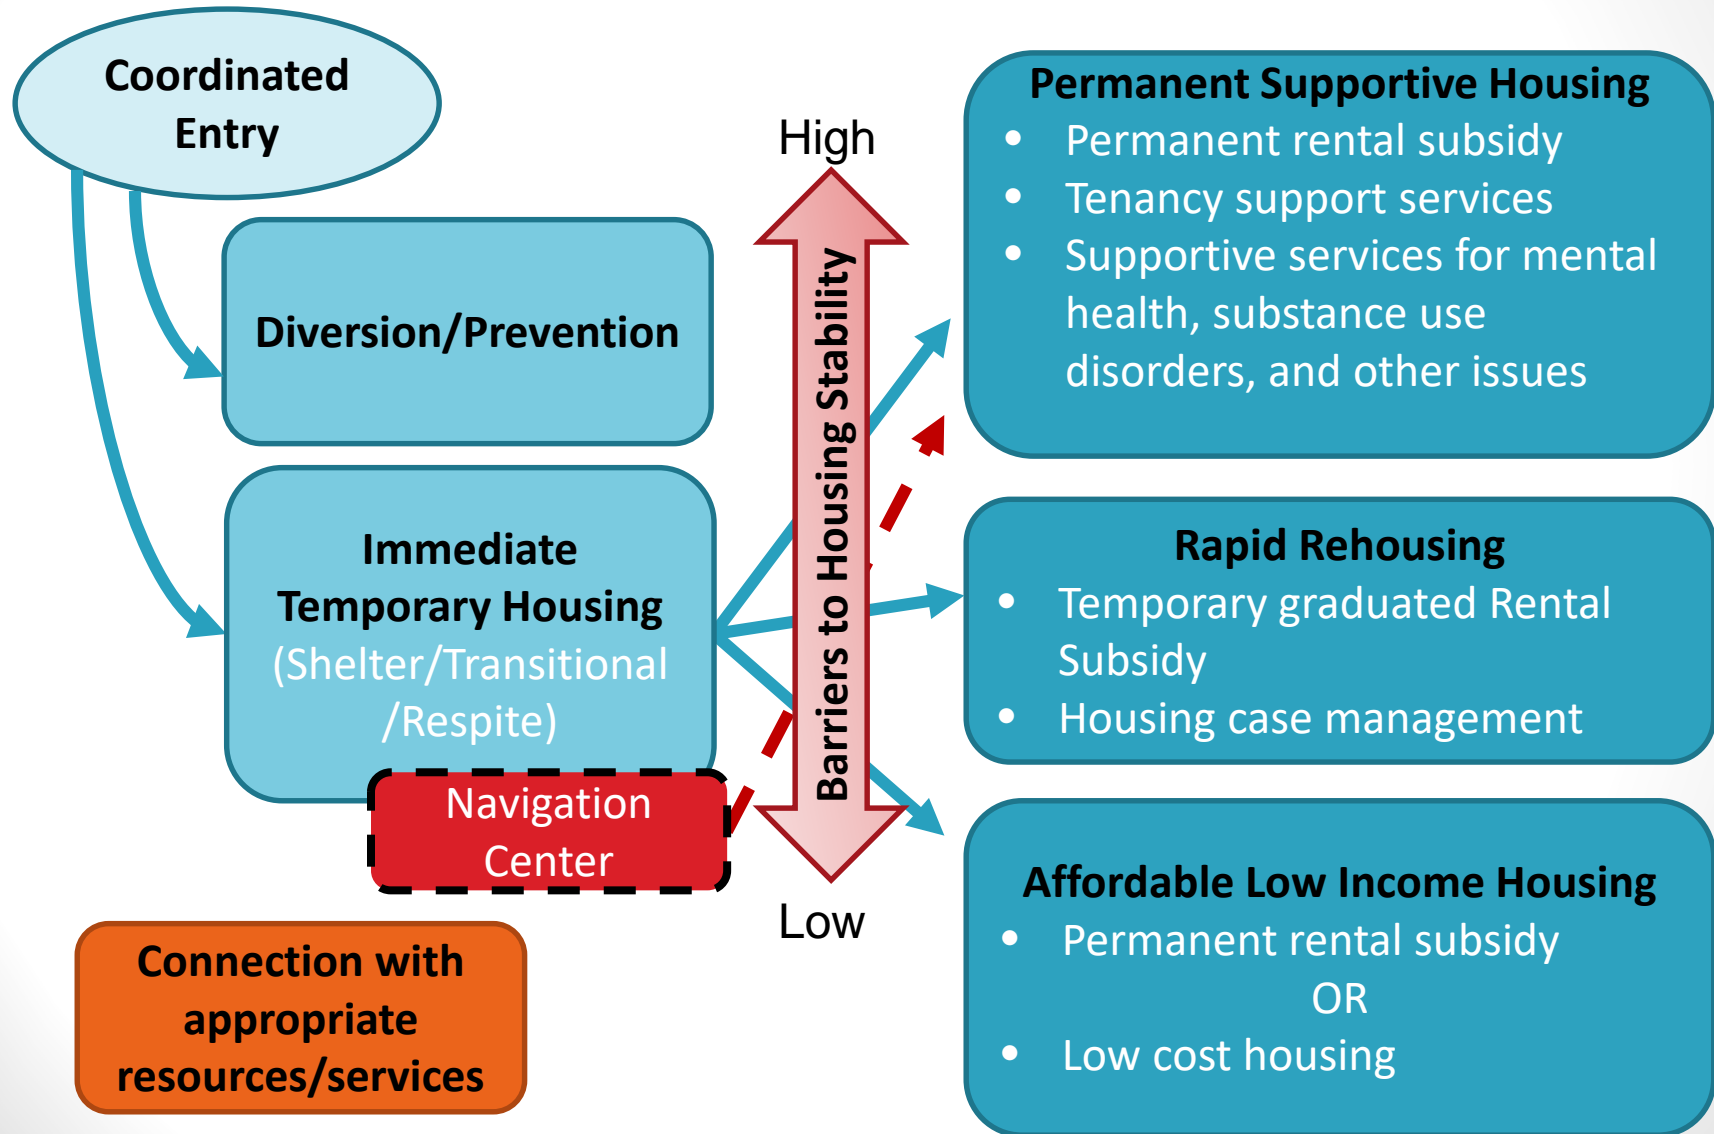 Coordinated
Entry
Diversion/Prevention
Immediate
Temporary Housing
(Shelter/Transitional
/Respite)
Navigation
Center
Connection with
appropriate
resources/services
High
Barriers to Housing Stability
Low
Permanent Supportive Housing
• Permanent rental subsidy
• Tenancy support services
• Supportive services for mental
health, substance use
disorders, and other issues
Rapid Rehousing
• Temporary graduated Rental
Subsidy
• Housing case management
Affordable Low Income Housing
• Permanent rental subsidy
OR
• Low cost housing